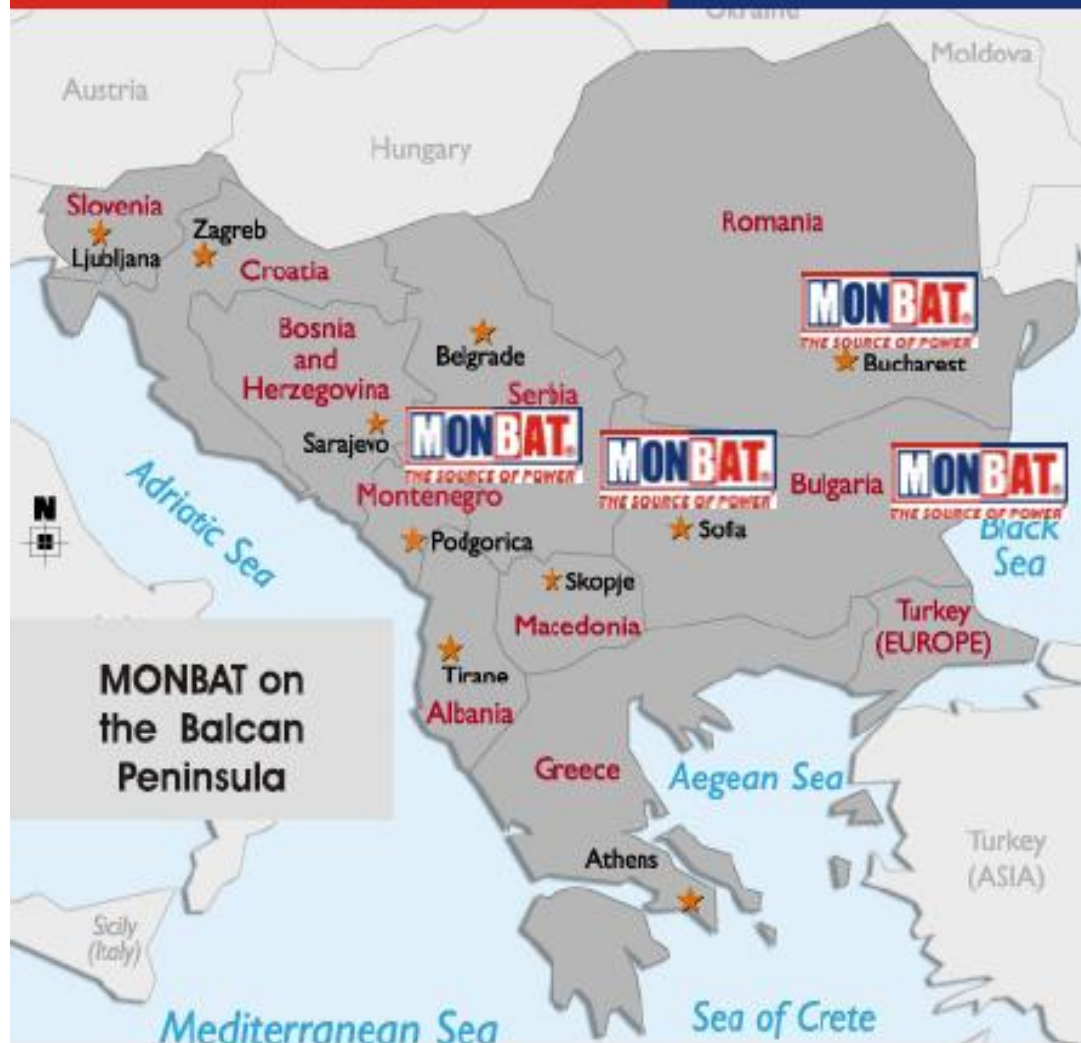 Ukraine
Moldova
Austria
Hungary
Slovenia
Ljubljana
Zagreb
Croatia
Romania
Bosnia
and
Herzegovina
Belgrade
Serbia
MONBAT.
THE SOURCE OF POWER
Bucharest
Sarajevo
MONBAT.
THE SOURCE OF POWER
MONBAT.
THE SOURCE OF POWER
Bulgaria
MONBAT.
THE SOURCE OF POWER
Montenegro
Adriatic Sea
N
Podgorica
Sofia
Black
Sea
Skopje
Macedonia
Turkey
(EUROPE)
Tirane
Albania
MONBAT on
the Balcan
Peninsula
Greece
Aegean Sea
Athens
Turkey
(ASIA)
Sicily
(Italy)
Mediterranean Sea
Sea of Crete